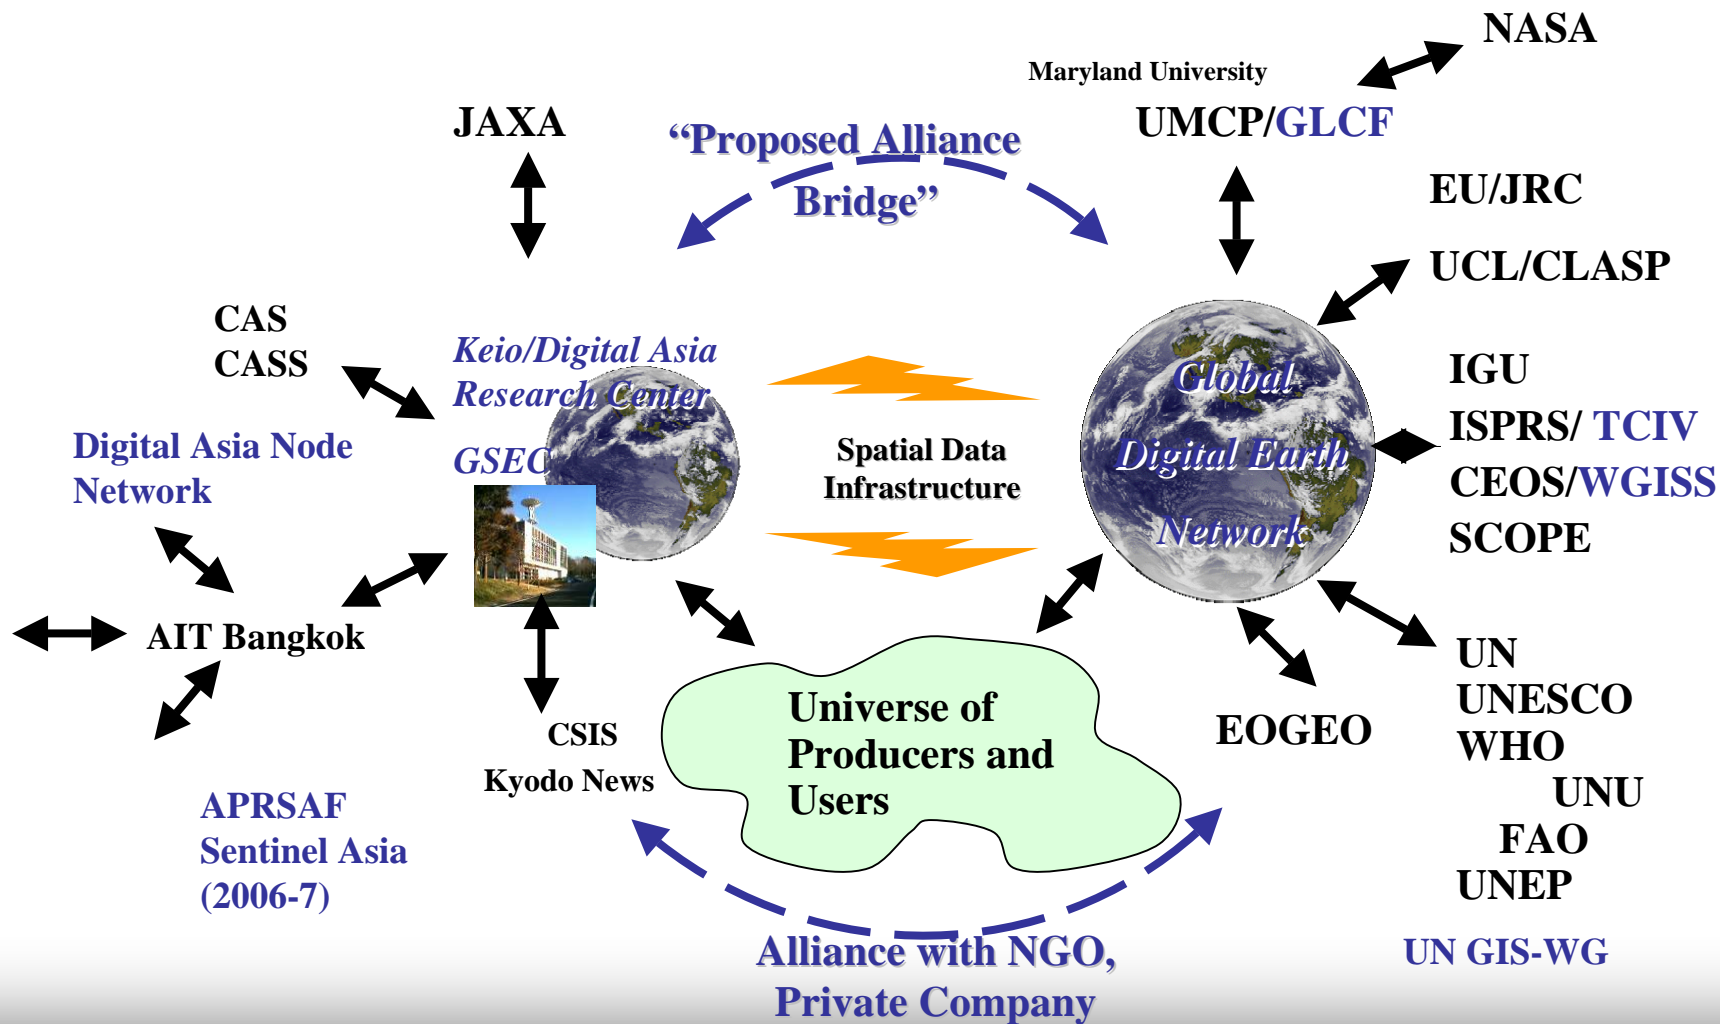 NASA
Maryland University
UMCP/GLCF
JAXA
“Proposed Alliance
Bridge”
EU/JRC
UCL/CLASP
CAS
CASS
Keio/Digital Asia
Research Center
GSEC
Digital Asia Node
Network
Spatial Data
Infrastructure
Global
Digital Earth
Network
IGU
ISPRS/ TCIV
CEOS/WGISS
SCOPE
AIT Bangkok
CSIS
Kyodo News
Universe of
Producers and
Users
EOGEO
UN
UNESCO
WHO
UNU
FAO
UNEP
UN GIS-WG
APRSAF
Sentinel Asia
(2006-7)
Alliance with NGO,
Private Company